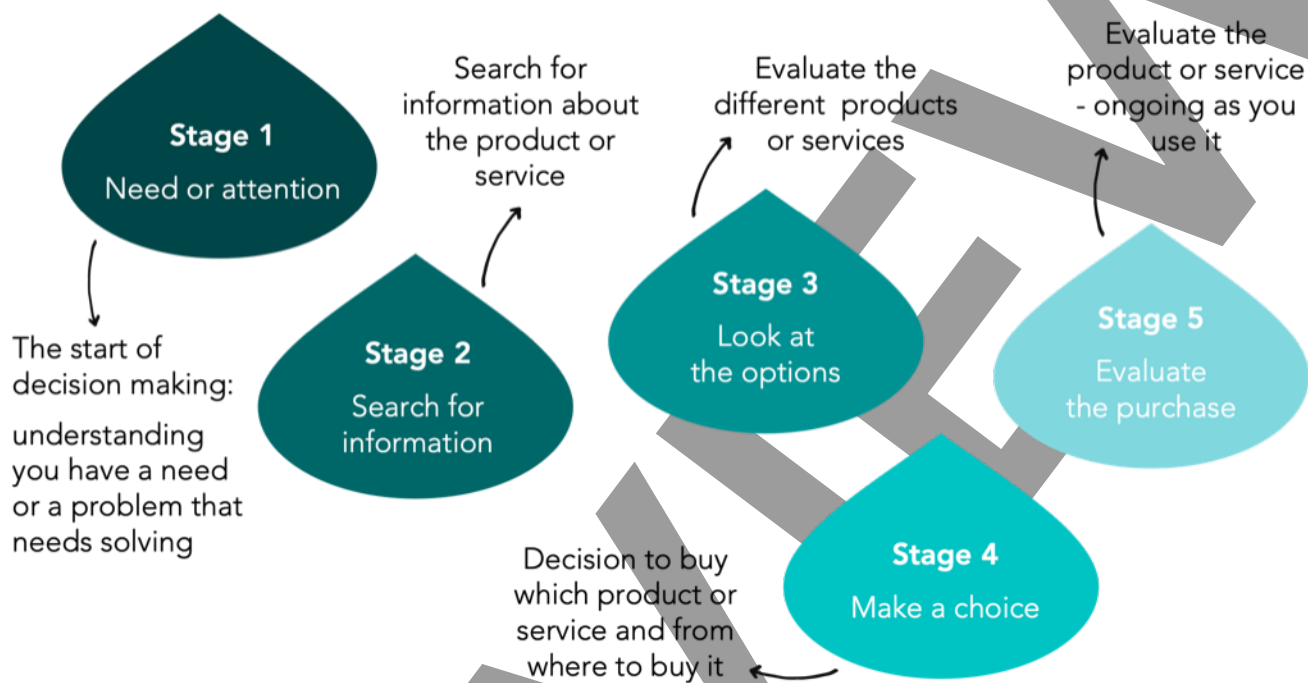 Stage 1
Need or attention
The start of
decision making:
understanding
you have a need
or a problem that
needs solving
Search for
information about
the product or
service
Stage 2
Search for
information
Evaluate the
different products
or services
Stage 3
Look at
the options
Decision to buy
which product or
service and from
where to buy it
Stage 4
Make a choice
Evaluate the
product or service
- ongoing as you
use it
Stage 5
Evaluate
the purchase